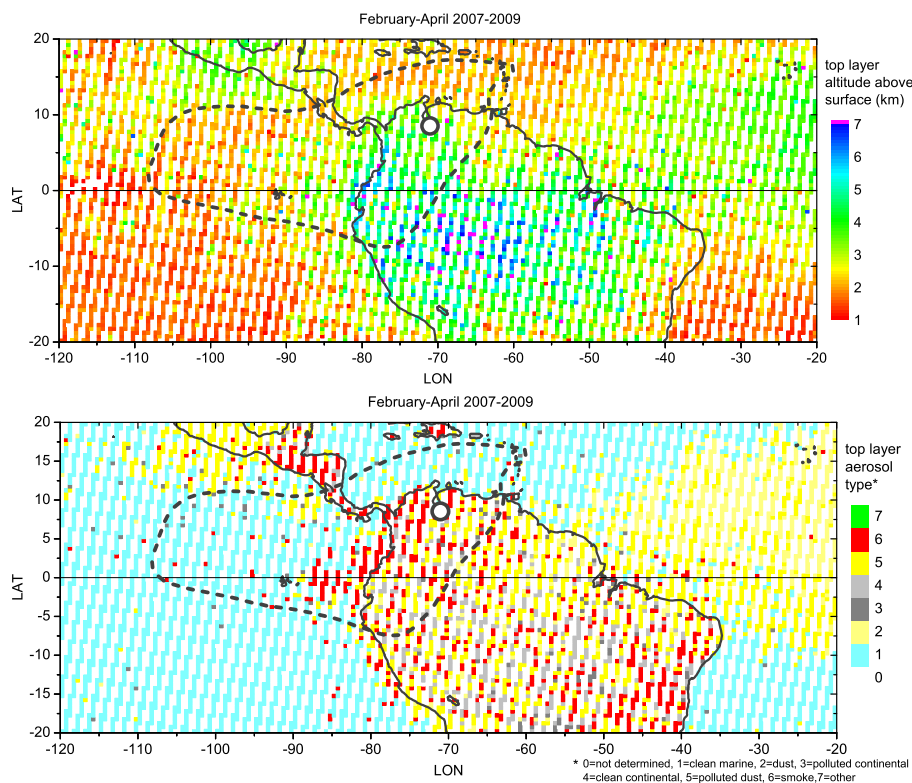 February-April 2007-2009
20
10
0
-10
-20
LAT
-120 -110 -100 -90 -80 -70 -60 -50 -40 -30 -20
LON
top layer
altitude above
surface (km)
7
6
5
4
3
2
1
February-April 2007-2009
20
15
10
5
0
-5
-10
-15
-20
LAT
-120 -110 -100 -90 -80 -70 -60 -50 -40 -30 -20
LON
top layer
aerosol
type*
7
6
5
4
3
2
1
0
* 0=not determined, 1=clean marine, 2=dust, 3=polluted continental
4=clean continental, 5=polluted dust, 6=smoke,7=other